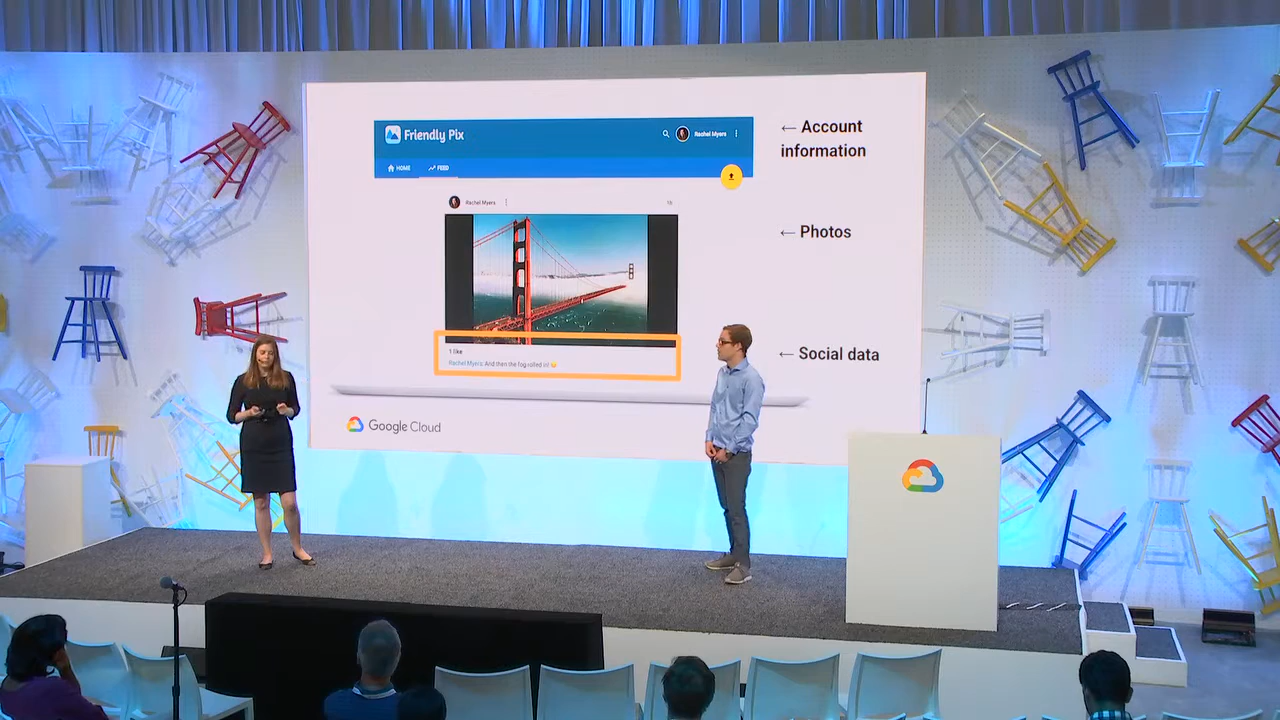 Friendly Pix
Rachel Myers
HOME
FEED
← Account
information
Rachel Myers
← Photos
1 like
Rachel Myers And then the fog rolled in!
← Social data
Google Cloud